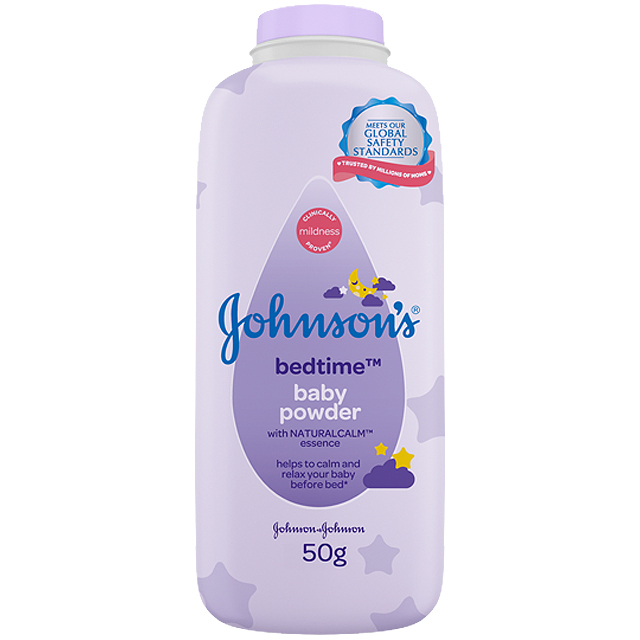 MEETS OUR
GLOBAL
SAFETY
STANDARDS
♥ TRUSTED BY MILLIONS OF MOMS ♥
CLINICALLY
mildness
PROVEN*
Johnson's®
bedtime™
baby
powder
with NATURALCALM™
essence
helps to calm and
relax your baby
before bed*
Johnson & Johnson
50g